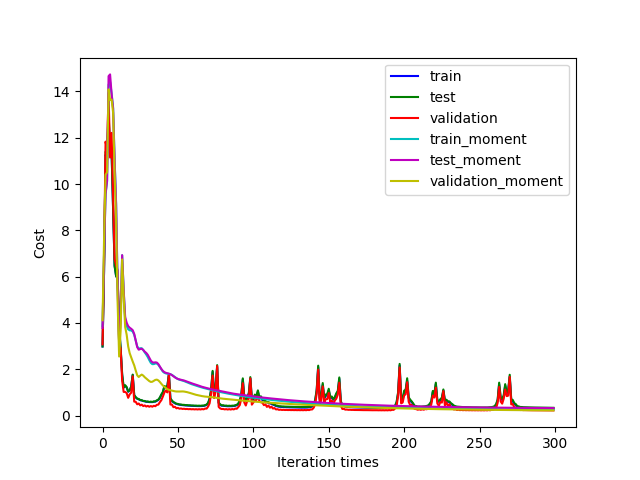 train
test
validation
train_moment
test_moment
validation_moment
14
12
10
8
6
4
2
0
Cost
0 50 100 150 200 250 300
Iteration times